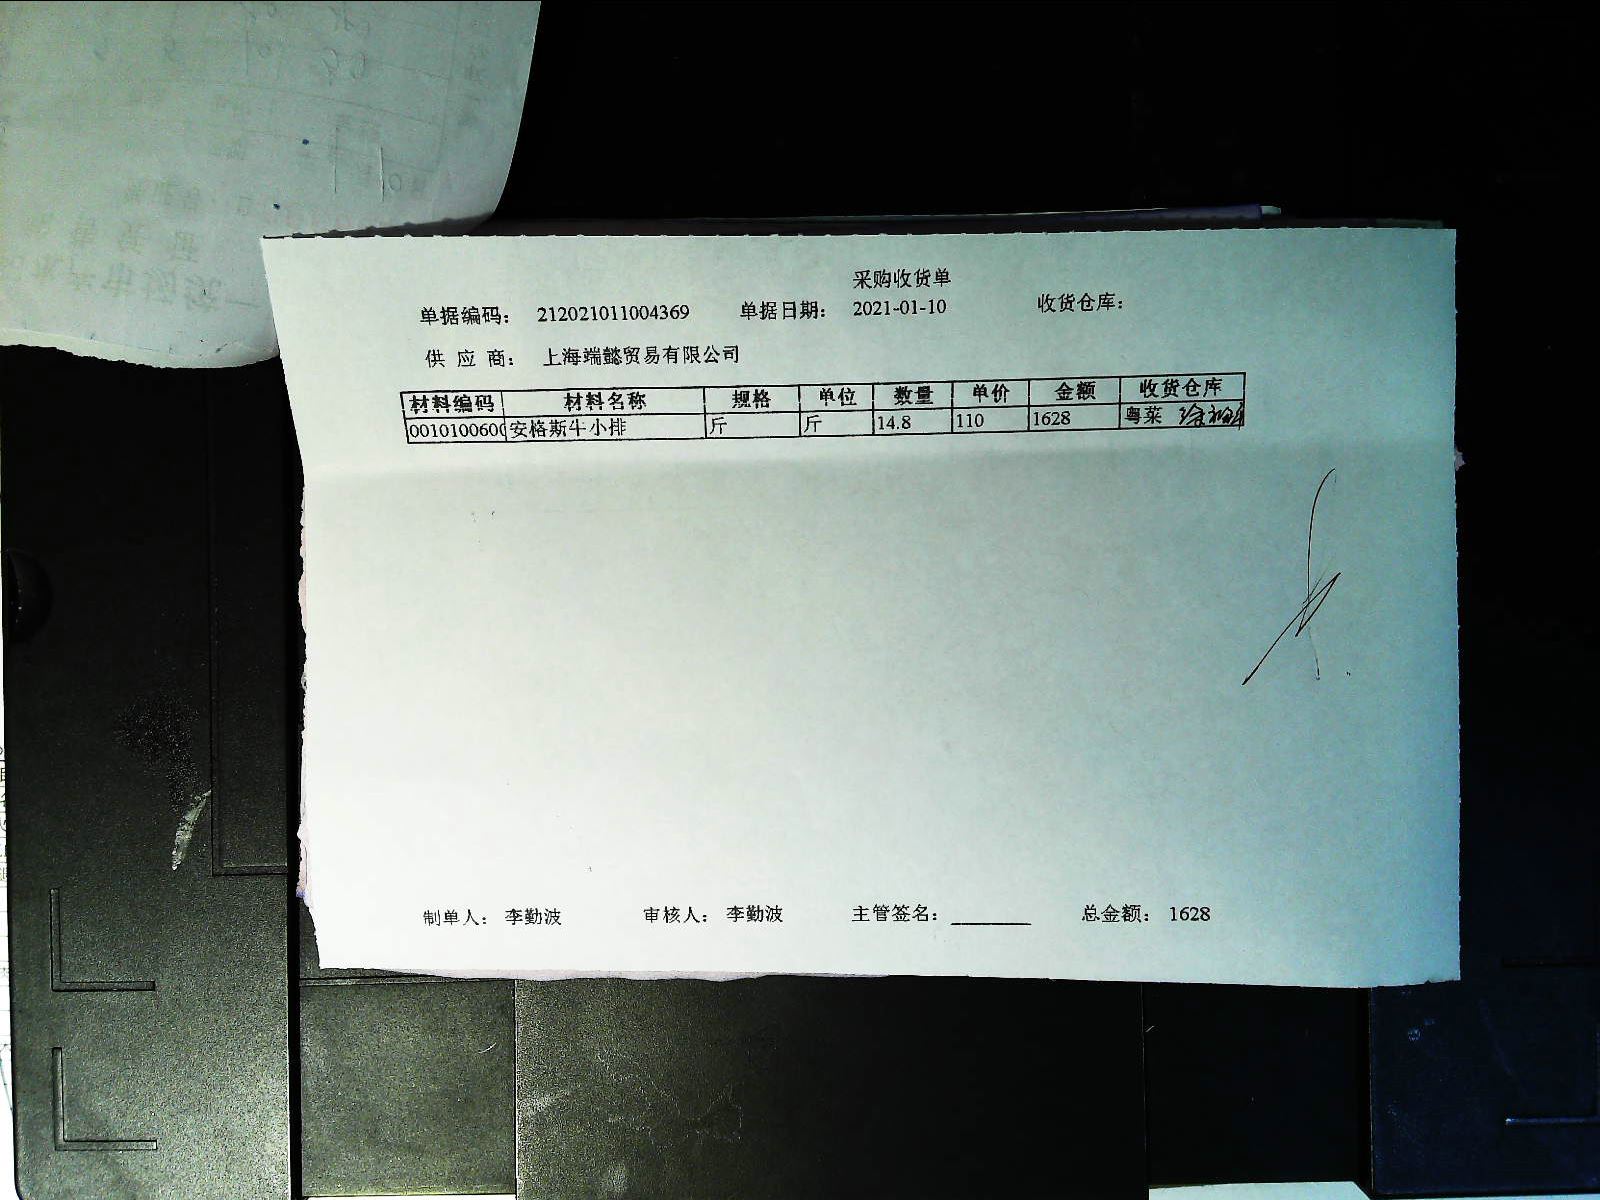 采购收货单
单据编码： 212021011004369 单据日期： 2021-01-10 收货仓库：
供 应 商： 上海端懿贸易有限公司
材料编码 材料名称 规格 单位 数量 单价 金额 收货仓库
0010100600 安格斯牛小排 斤 斤 14.8 110 1628 粤菜
制单人： 李勤波 审核人： 李勤波 主管签名： 总金额： 1628